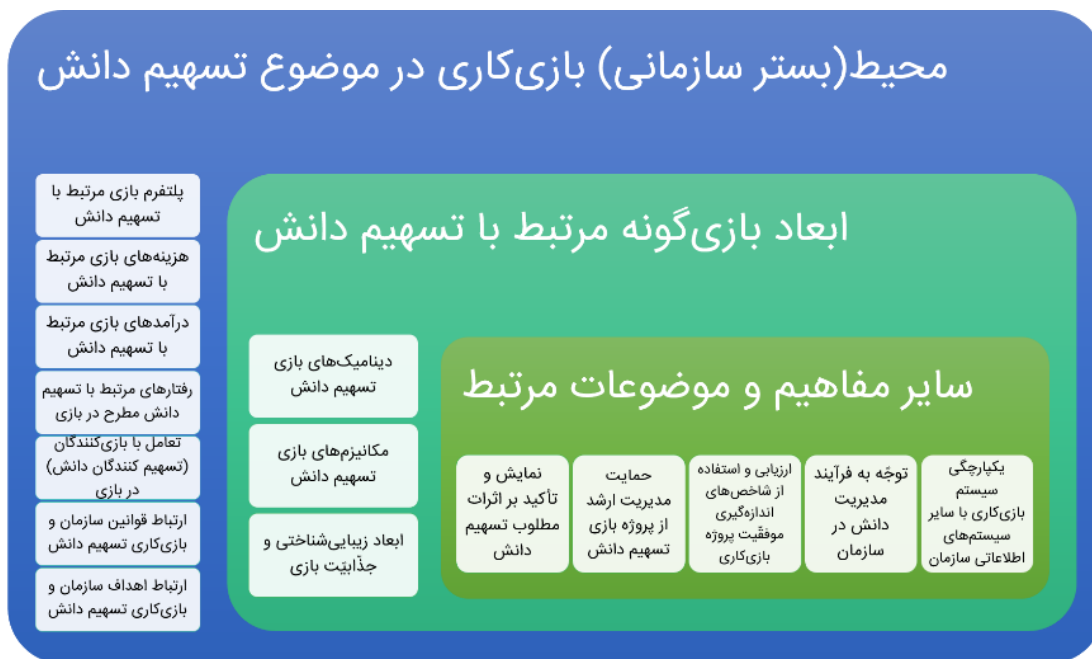 محیط(بستر سازمانی) بازی‌کاری در موضوع تسهیم دانش
پلتفرم بازی مرتبط با
تسهیم دانش
هزینه‌های بازی مرتبط
با تسهیم دانش
درآمدهای بازی مرتبط
با تسهیم دانش
رفتارهای مرتبط با تسهیم
دانش مطرح در بازی
تعامل با بازی‌کنندگان
(تسهیم کنندگان دانش)
در بازی
ارتباط قوانین سازمان و
بازی‌کاری تسهیم دانش
ارتباط اهداف سازمان و
بازی‌کاری تسهیم دانش
ابعاد بازی‌گونه مرتبط با تسهیم دانش
دینامیک‌های بازی
تسهیم دانش
مکانیزم‌های بازی
تسهیم دانش
ابعاد زیبایی‌شناختی و
جذّابیّت بازی
سایر مفاهیم و موضوعات مرتبط
یکپارچگی
سیستم
بازی‌کاری با سایر
سیستم‌های
اطلاعاتی سازمان
توجّه به فرآیند
مدیریت
دانش در
سازمان
ارزیابی و استفاده
از شاخص‌های
اندازه‌گیری
موفقّیت پروژه
بازی‌کاری
حمایت
مدیریت ارشد
از پروژه بازی
تسهیم دانش
نمایش و
تأکید بر اثرات
مطلوب تسهیم
دانش